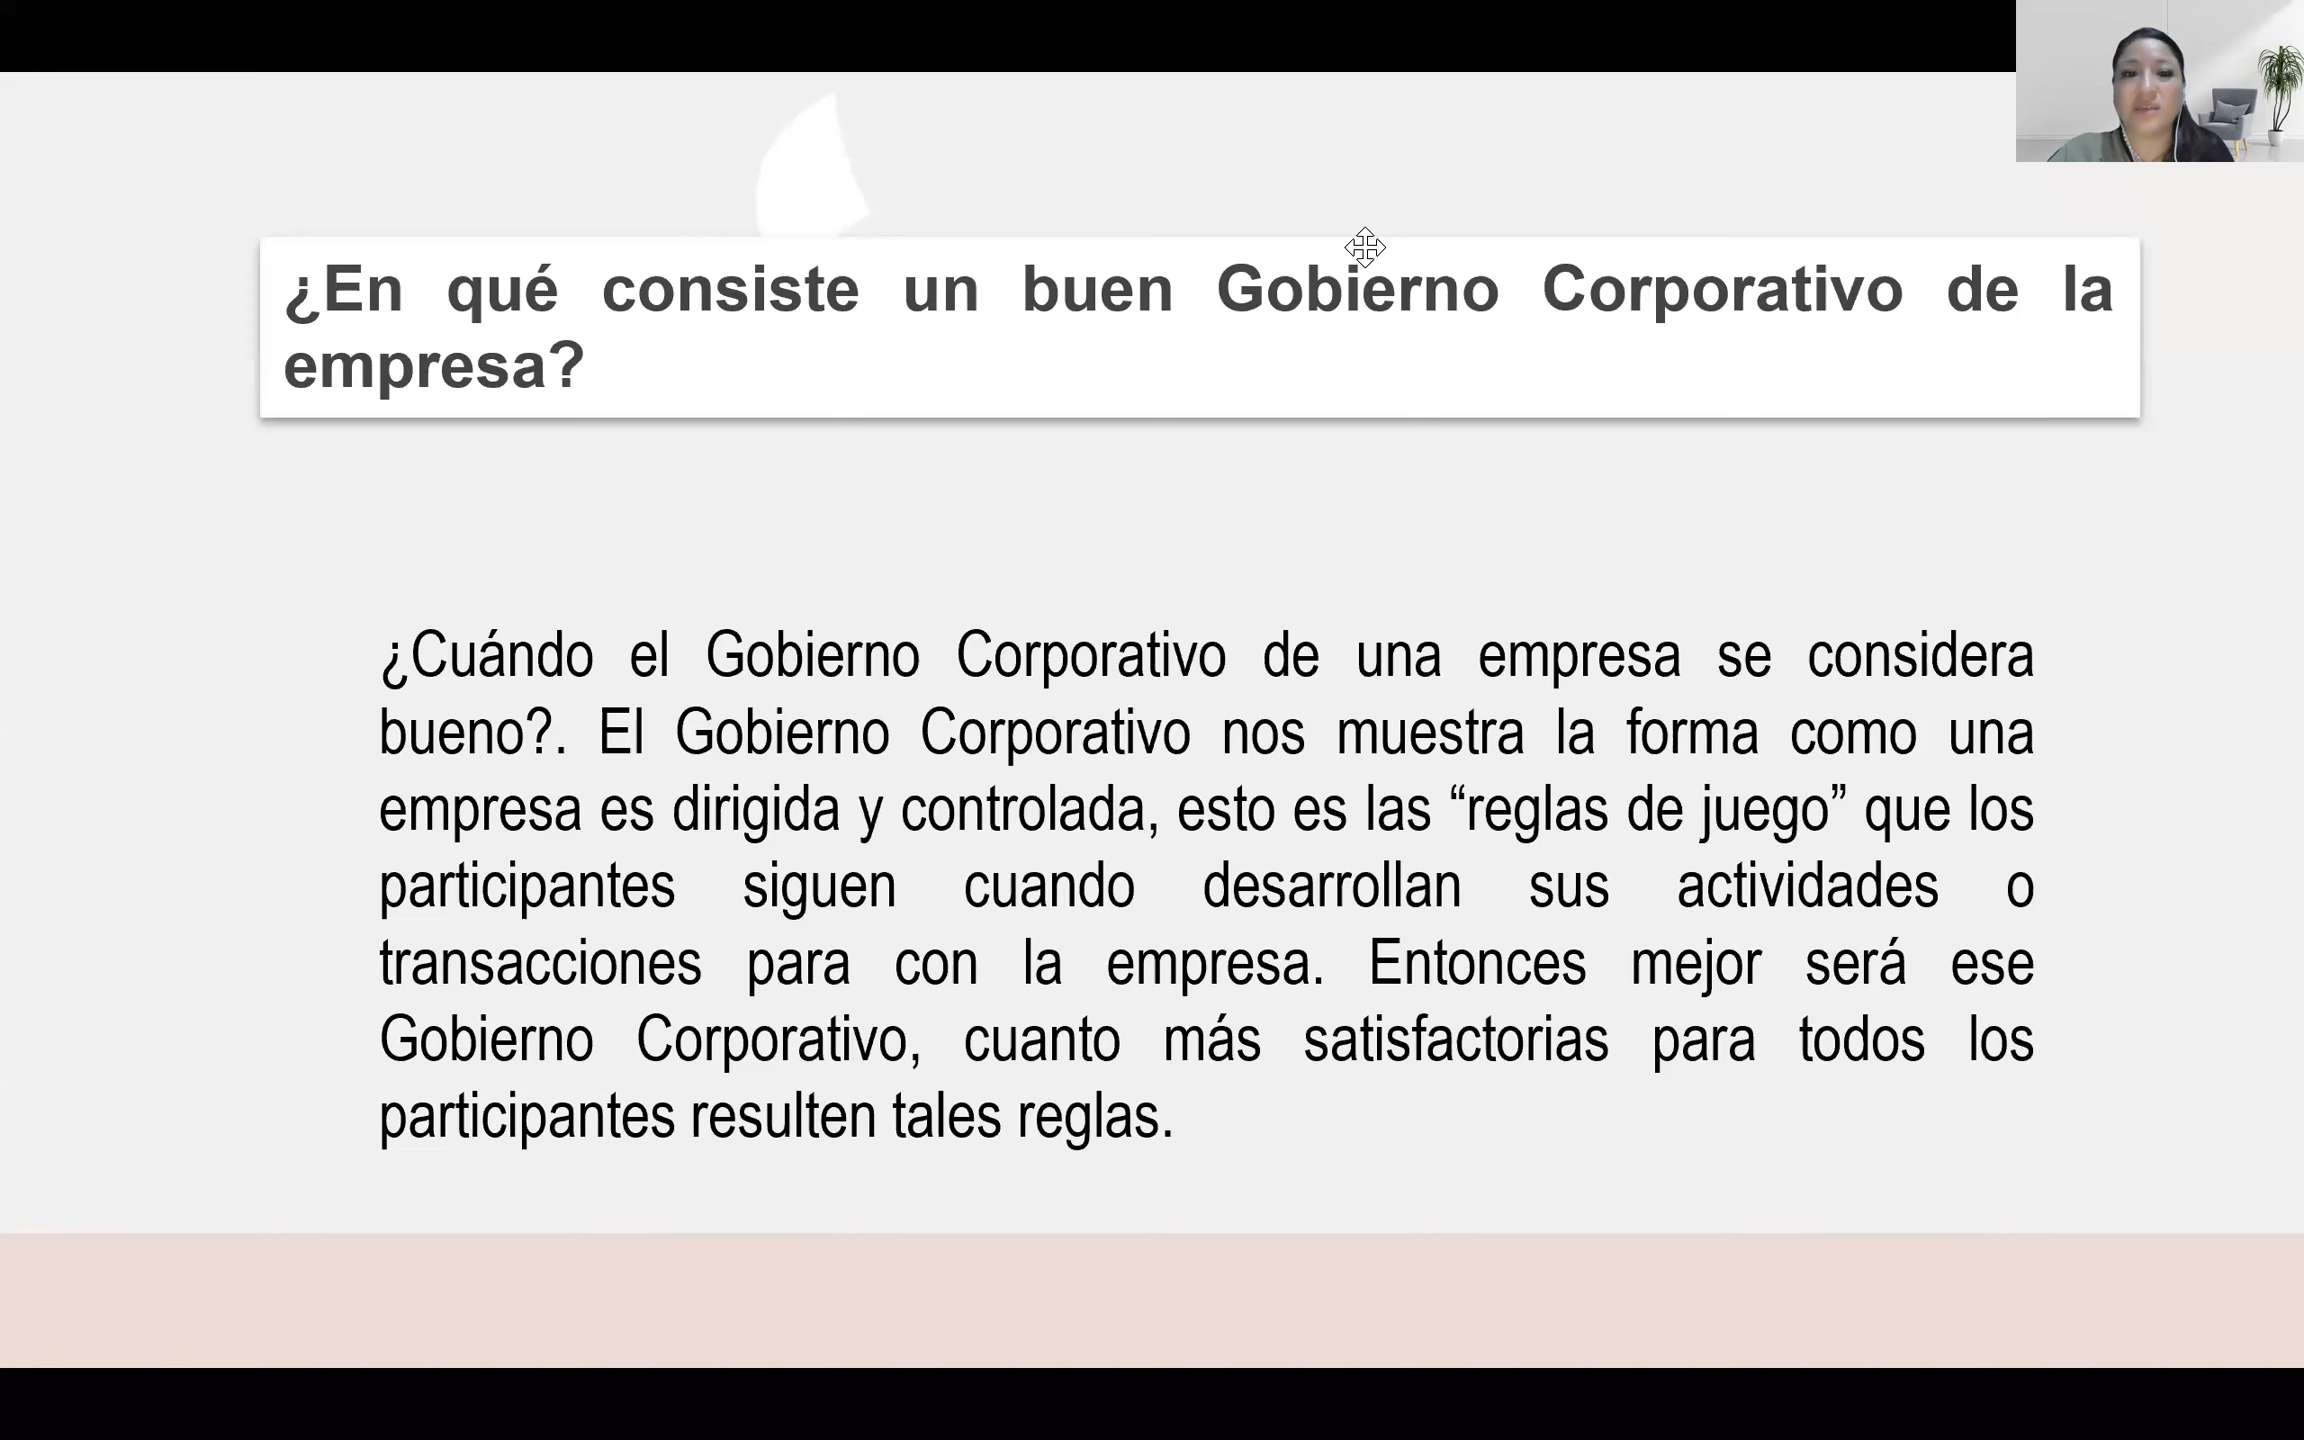 ¿En qué consiste un buen Gobierno Corporativo de la
empresa?
¿Cuándo el Gobierno Corporativo de una empresa se considera
bueno?. El Gobierno Corporativo nos muestra la forma como una
empresa es dirigida y controlada, esto es las “reglas de juego” que los
participantes siguen cuando desarrollan sus actividades o
transacciones para con la empresa. Entonces mejor será ese
Gobierno Corporativo, cuanto más satisfactorias para todos los
participantes resulten tales reglas.